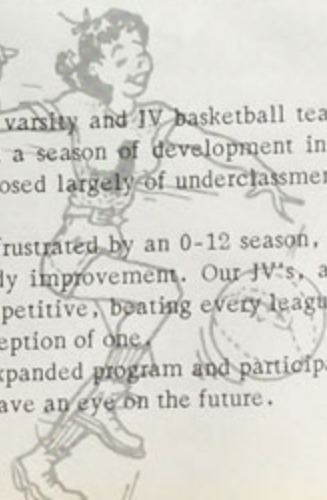 varsity and JV basketball tea
a season of development in
osed largely of underclassmen
rustrated by an 0-12 season,
dy improvement. Our JV's, a
petitive, beating every leagu
eption of one.
xpanded program and participa
ave an eye on the future.